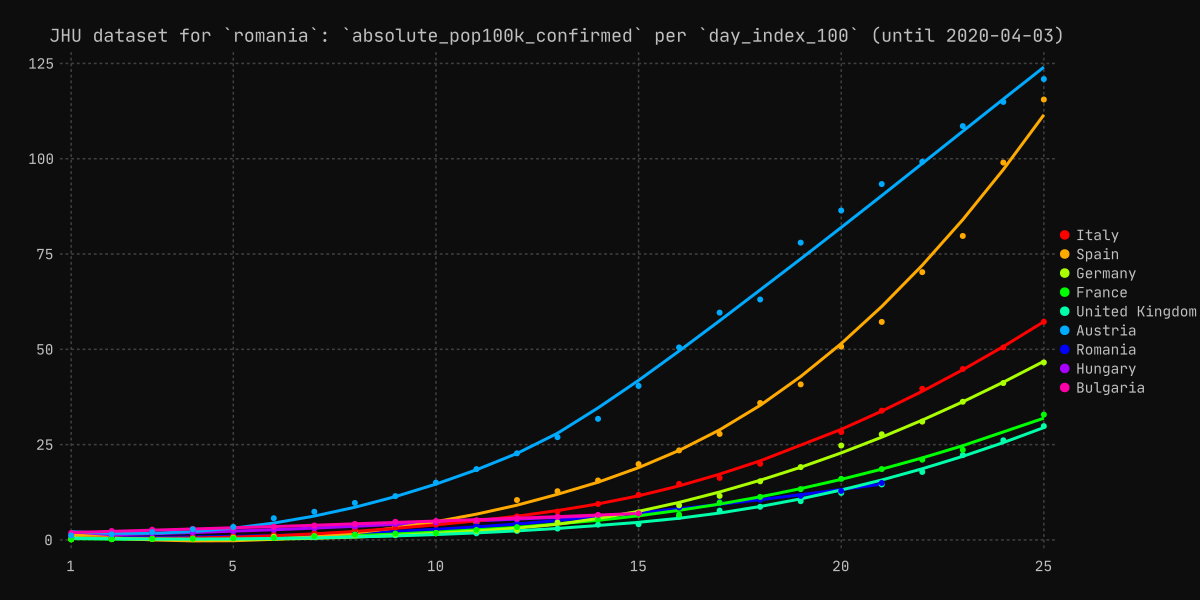 JHU dataset for `romania`: `absolute_pop100k_confirmed` per `day_index_100` (until 2020-04-03)
125
100
75
50
25
0
1 5 10 15 20 25
Italy
Spain
Germany
France
United Kingdom
Austria
Romania
Hungary
Bulgaria